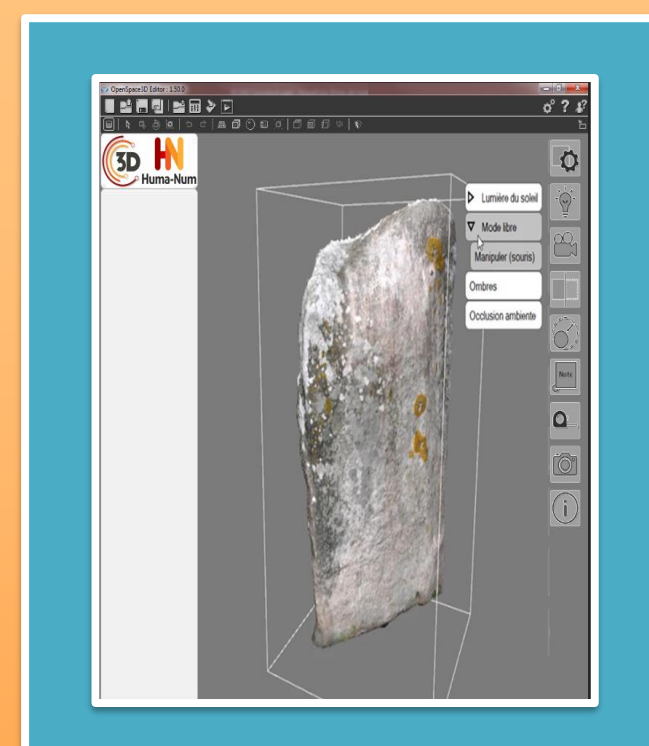 OpenSpace3D Editor : 1.50.0
3D HN
Huma-Num
Lumière du soleil
Mode libre
Manipuler (souris)
Ombres
Occlusion ambiente
Note